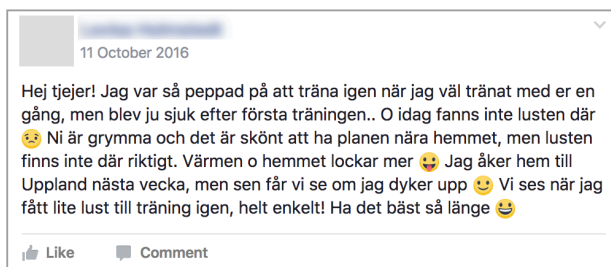 11 October 2016
Hej tjejer! Jag var så peppad på att träna igen när jag väl tränat med er en
gång, men blev ju sjuk efter första träningen.. O idag fanns inte lusten där
😟 Ni är grymma och det är skönt att ha planen nära hemmet, men lusten
finns inte där riktigt. Värmen o hemmet lockar mer 😜 Jag åker hem till
Uppland nästa vecka, men sen får vi se om jag dyker upp 🙂 Vi ses när jag
fått lite lust till träning igen, helt enkelt! Ha det bäst så länge 😀
Like Comment